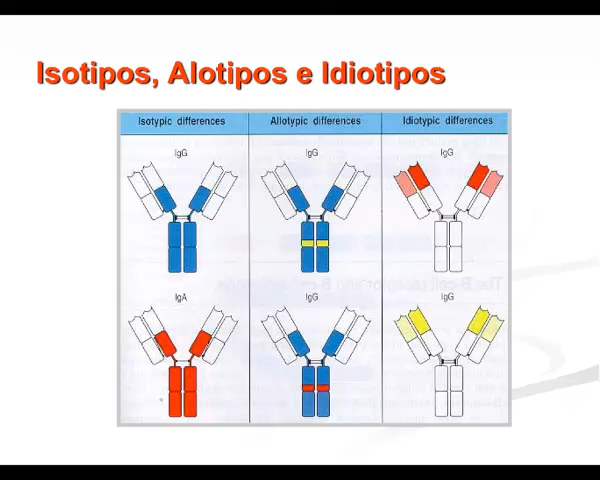 Isotipos, Alotipos e Idiotipos
Isotypic differences
Allotypic differences
Idiotypic differences
IgG
IgG
IgG
IgA
IgG
IgG